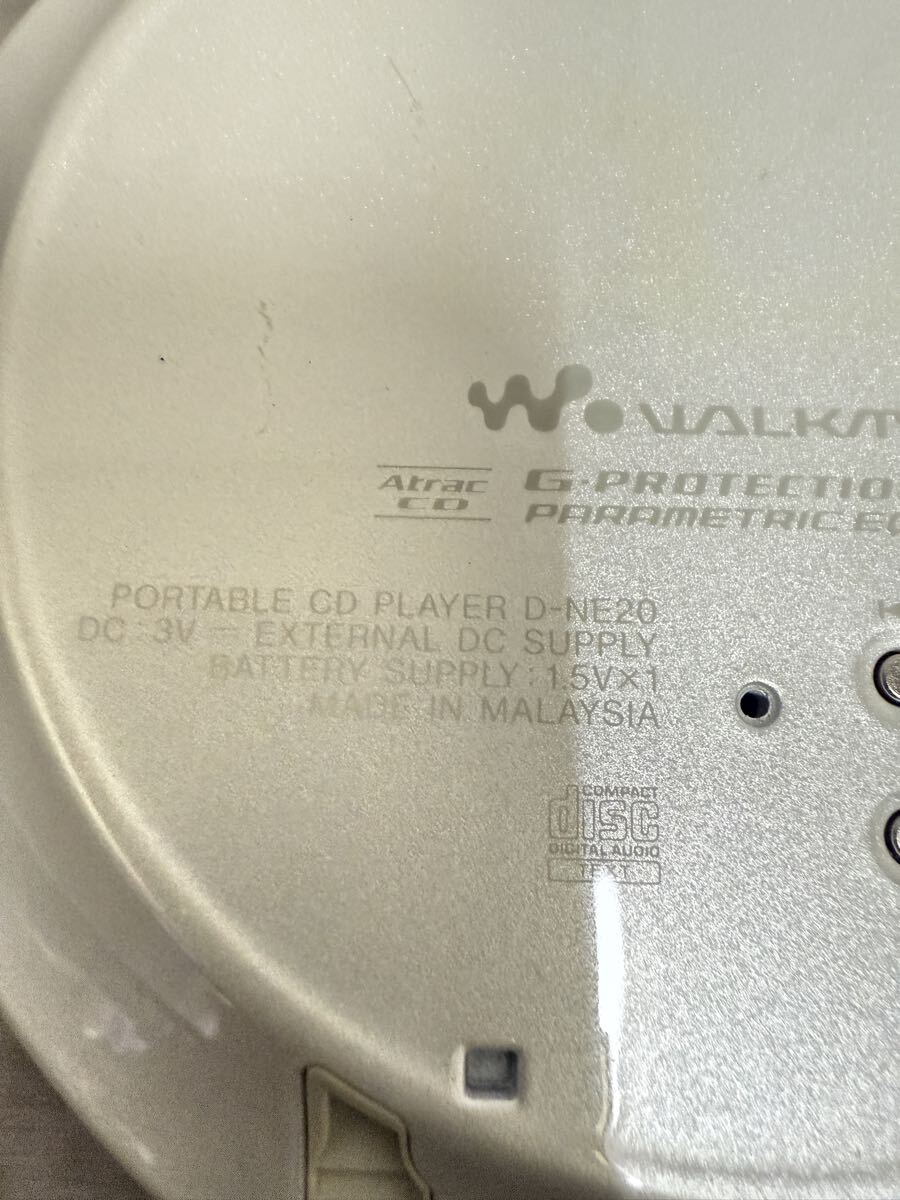 WALKM
Atrac
CD
G-PROTECTIO
PARAMETRIC EQ
PORTABLE CD PLAYER D-NE20
DC : 3V ⎓ EXTERNAL DC SUPPLY
BATTERY SUPPLY : 1.5V×1
MADE IN MALAYSIA
COMPACT
disc
DIGITAL AUDIO
TEXT